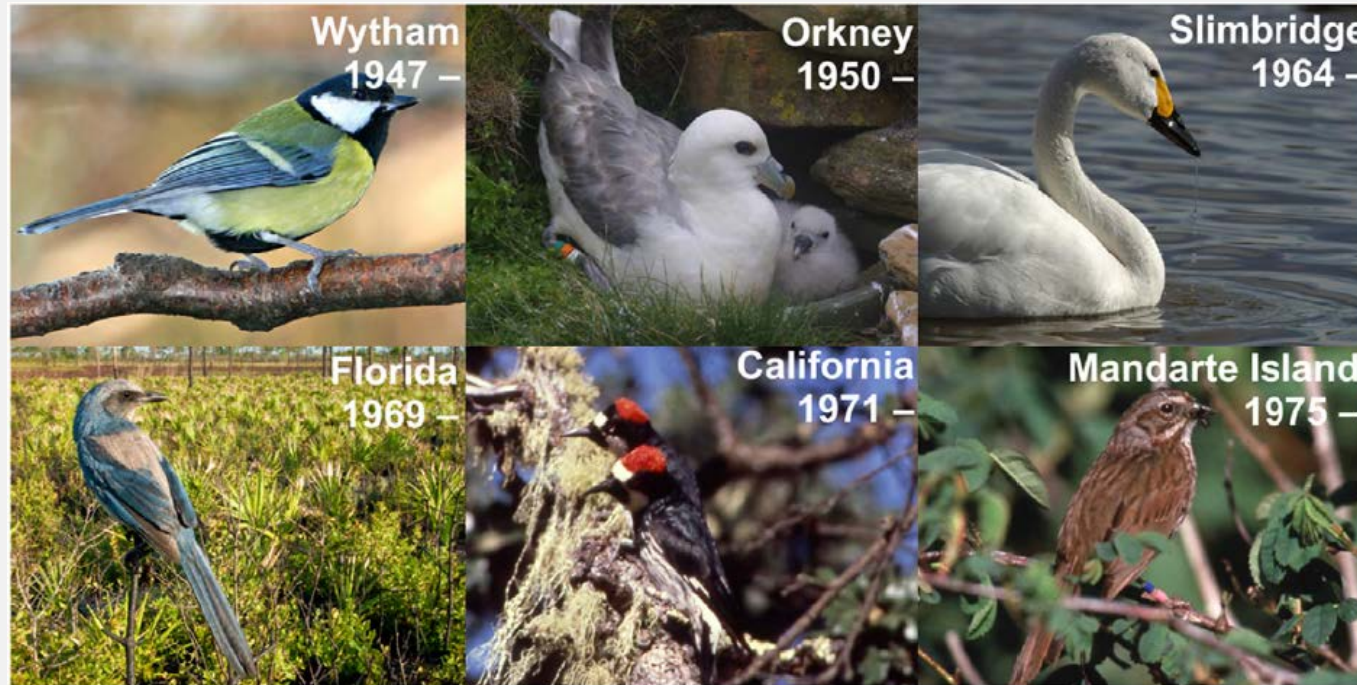 Wytham
1947 –
Orkney
1950 –
Slimbridge
1964 –
Florida
1969 –
California
1971 –
Mandarte Island
1975 –